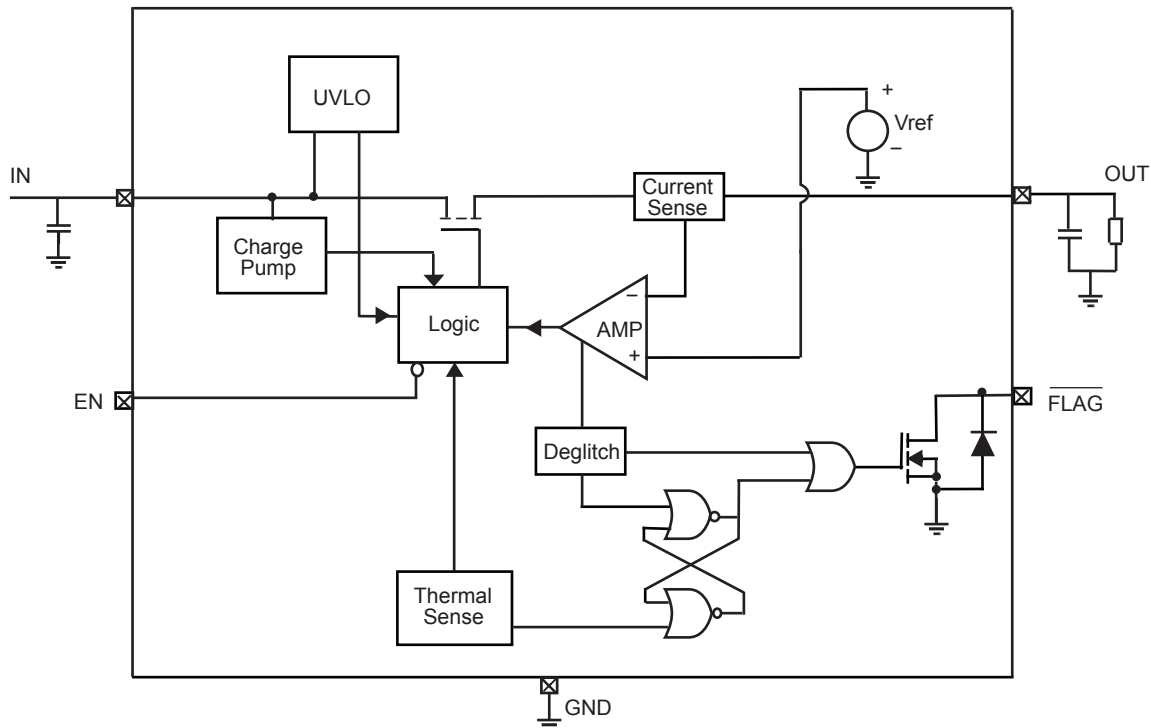 UVLO
+
Vref
−
IN
OUT
Current
Sense
Charge
Pump
−
Logic
AMP
+
EN
FLAG
Deglitch
Thermal
Sense
GND